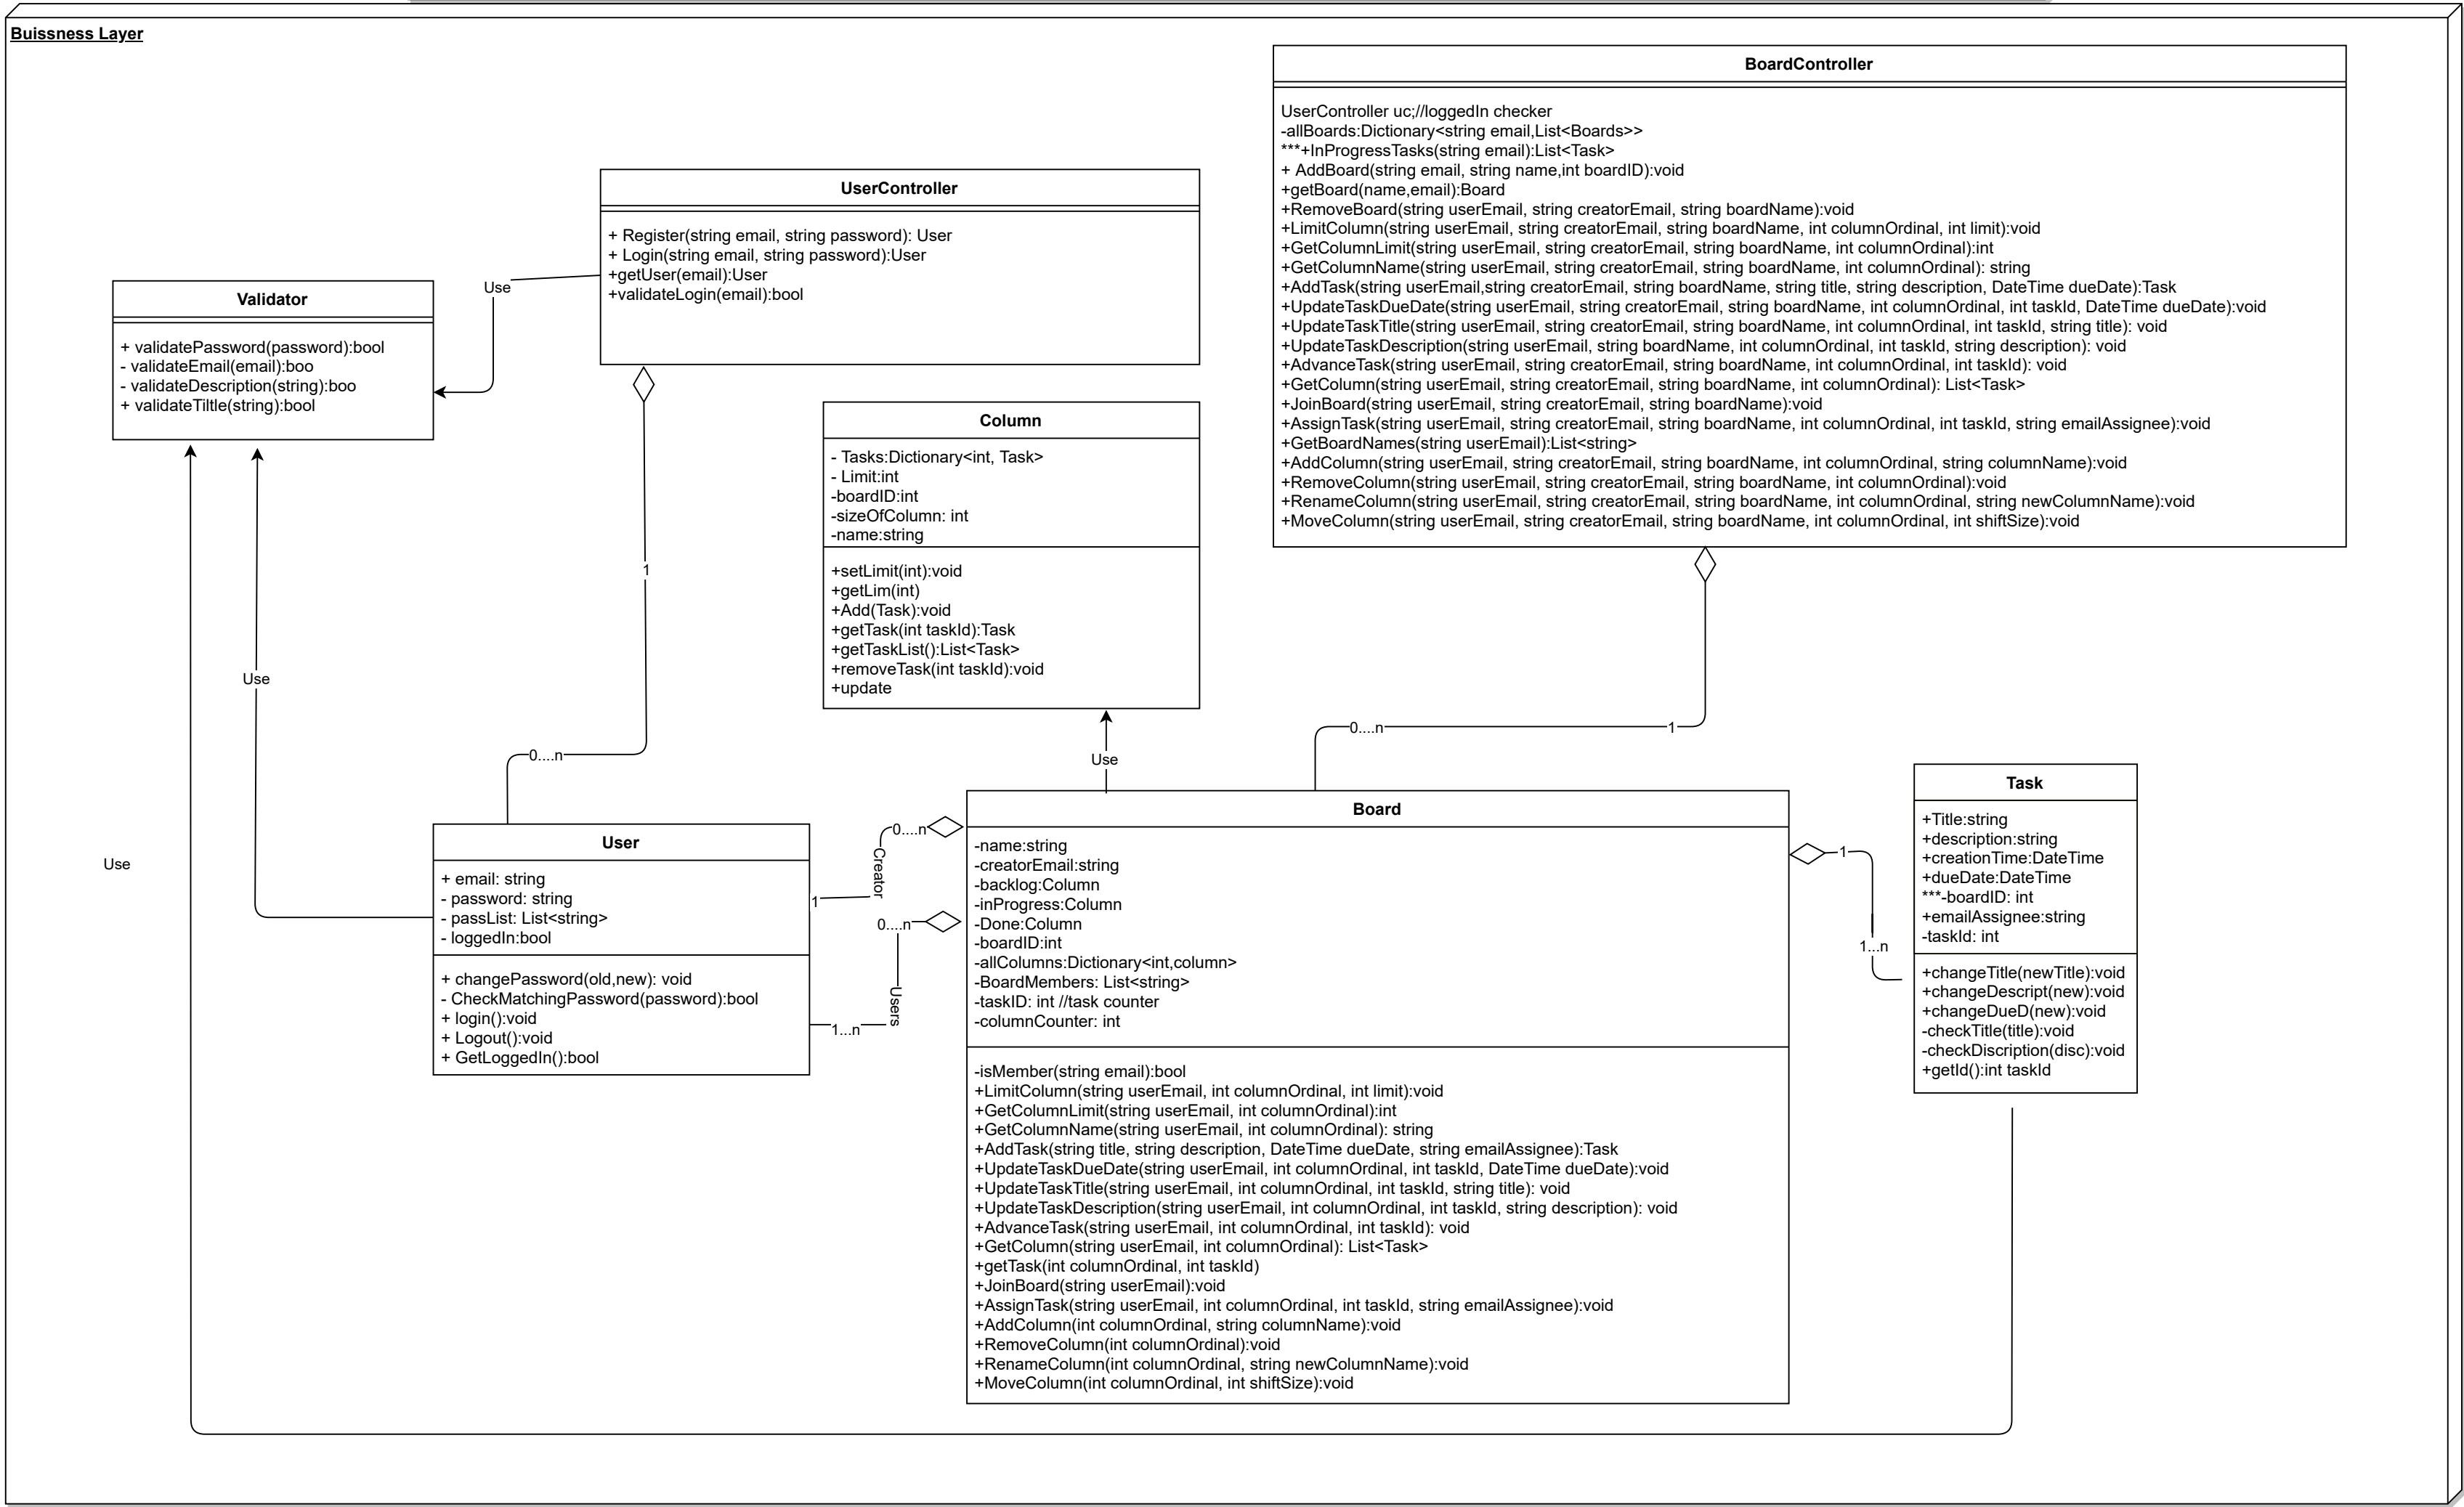 Buissness Layer
BoardController
UserController uc;//loggedIn checker
-allBoards:Dictionary<string email,List<Boards>>
***+InProgressTasks(string email):List<Task>
+ AddBoard(string email, string name,int boardID):void
+getBoard(name,email):Board
+RemoveBoard(string userEmail, string creatorEmail, string boardName):void
+LimitColumn(string userEmail, string creatorEmail, string boardName, int columnOrdinal, int limit):void
+GetColumnLimit(string userEmail, string creatorEmail, string boardName, int columnOrdinal):int
+GetColumnName(string userEmail, string creatorEmail, string boardName, int columnOrdinal): string
+AddTask(string userEmail,string creatorEmail, string boardName, string title, string description, DateTime dueDate):Task
+UpdateTaskDueDate(string userEmail, string creatorEmail, string boardName, int columnOrdinal, int taskId, DateTime dueDate):void
+UpdateTaskTitle(string userEmail, string creatorEmail, string boardName, int columnOrdinal, int taskId, string title): void
+UpdateTaskDescription(string userEmail, string boardName, int columnOrdinal, int taskId, string description): void
+AdvanceTask(string userEmail, string creatorEmail, string boardName, int columnOrdinal, int taskId): void
+GetColumn(string userEmail, string creatorEmail, string boardName, int columnOrdinal): List<Task>
+JoinBoard(string userEmail, string creatorEmail, string boardName):void
+AssignTask(string userEmail, string creatorEmail, string boardName, int columnOrdinal, int taskId, string emailAssignee):void
+GetBoardNames(string userEmail):List<string>
+AddColumn(string userEmail, string creatorEmail, string boardName, int columnOrdinal, string columnName):void
+RemoveColumn(string userEmail, string creatorEmail, string boardName, int columnOrdinal):void
+RenameColumn(string userEmail, string creatorEmail, string boardName, int columnOrdinal, string newColumnName):void
+MoveColumn(string userEmail, string creatorEmail, string boardName, int columnOrdinal, int shiftSize):void
UserController
+ Register(string email, string password): User
+ Login(string email, string password):User
+getUser(email):User
+validateLogin(email):bool
Use
Validator
+ validatePassword(password):bool
- validateEmail(email):boo
- validateDescription(string):boo
+ validateTiltle(string):bool
Column
- Tasks:Dictionary<int, Task>
- Limit:int
-boardID:int
-sizeOfColumn: int
-name:string
+setLimit(int):void
+getLim(int)
+Add(Task):void
+getTask(int taskId):Task
+getTaskList():List<Task>
+removeTask(int taskId):void
+update
1
Use
0....n
Use
0....n
1
Use
User
+ email: string
- password: string
- passList: List<string>
- loggedIn:bool
+ changePassword(old,new): void
- CheckMatchingPassword(password):bool
+ login():void
+ Logout():void
+ GetLoggedIn():bool
0....n
Creator
1
0....n
Users
1...n
Board
-name:string
-creatorEmail:string
-backlog:Column
-inProgress:Column
-Done:Column
-boardID:int
-allColumns:Dictionary<int,column>
-BoardMembers: List<string>
-taskID: int //task counter
-columnCounter: int
-isMember(string email):bool
+LimitColumn(string userEmail, int columnOrdinal, int limit):void
+GetColumnLimit(string userEmail, int columnOrdinal):int
+GetColumnName(string userEmail, int columnOrdinal): string
+AddTask(string title, string description, DateTime dueDate, string emailAssignee):Task
+UpdateTaskDueDate(string userEmail, int columnOrdinal, int taskId, DateTime dueDate):void
+UpdateTaskTitle(string userEmail, int columnOrdinal, int taskId, string title): void
+UpdateTaskDescription(string userEmail, int columnOrdinal, int taskId, string description): void
+AdvanceTask(string userEmail, int columnOrdinal, int taskId): void
+GetColumn(string userEmail, int columnOrdinal): List<Task>
+getTask(int columnOrdinal, int taskId)
+JoinBoard(string userEmail):void
+AssignTask(string userEmail, int columnOrdinal, int taskId, string emailAssignee):void
+AddColumn(int columnOrdinal, string columnName):void
+RemoveColumn(int columnOrdinal):void
+RenameColumn(int columnOrdinal, string newColumnName):void
+MoveColumn(int columnOrdinal, int shiftSize):void
1
1...n
Task
+Title:string
+description:string
+creationTime:DateTime
+dueDate:DateTime
***-boardID: int
+emailAssignee:string
-taskId: int
+changeTitle(newTitle):void
+changeDescript(new):void
+changeDueD(new):void
-checkTitle(title):void
-checkDiscription(disc):void
+getId():int taskId